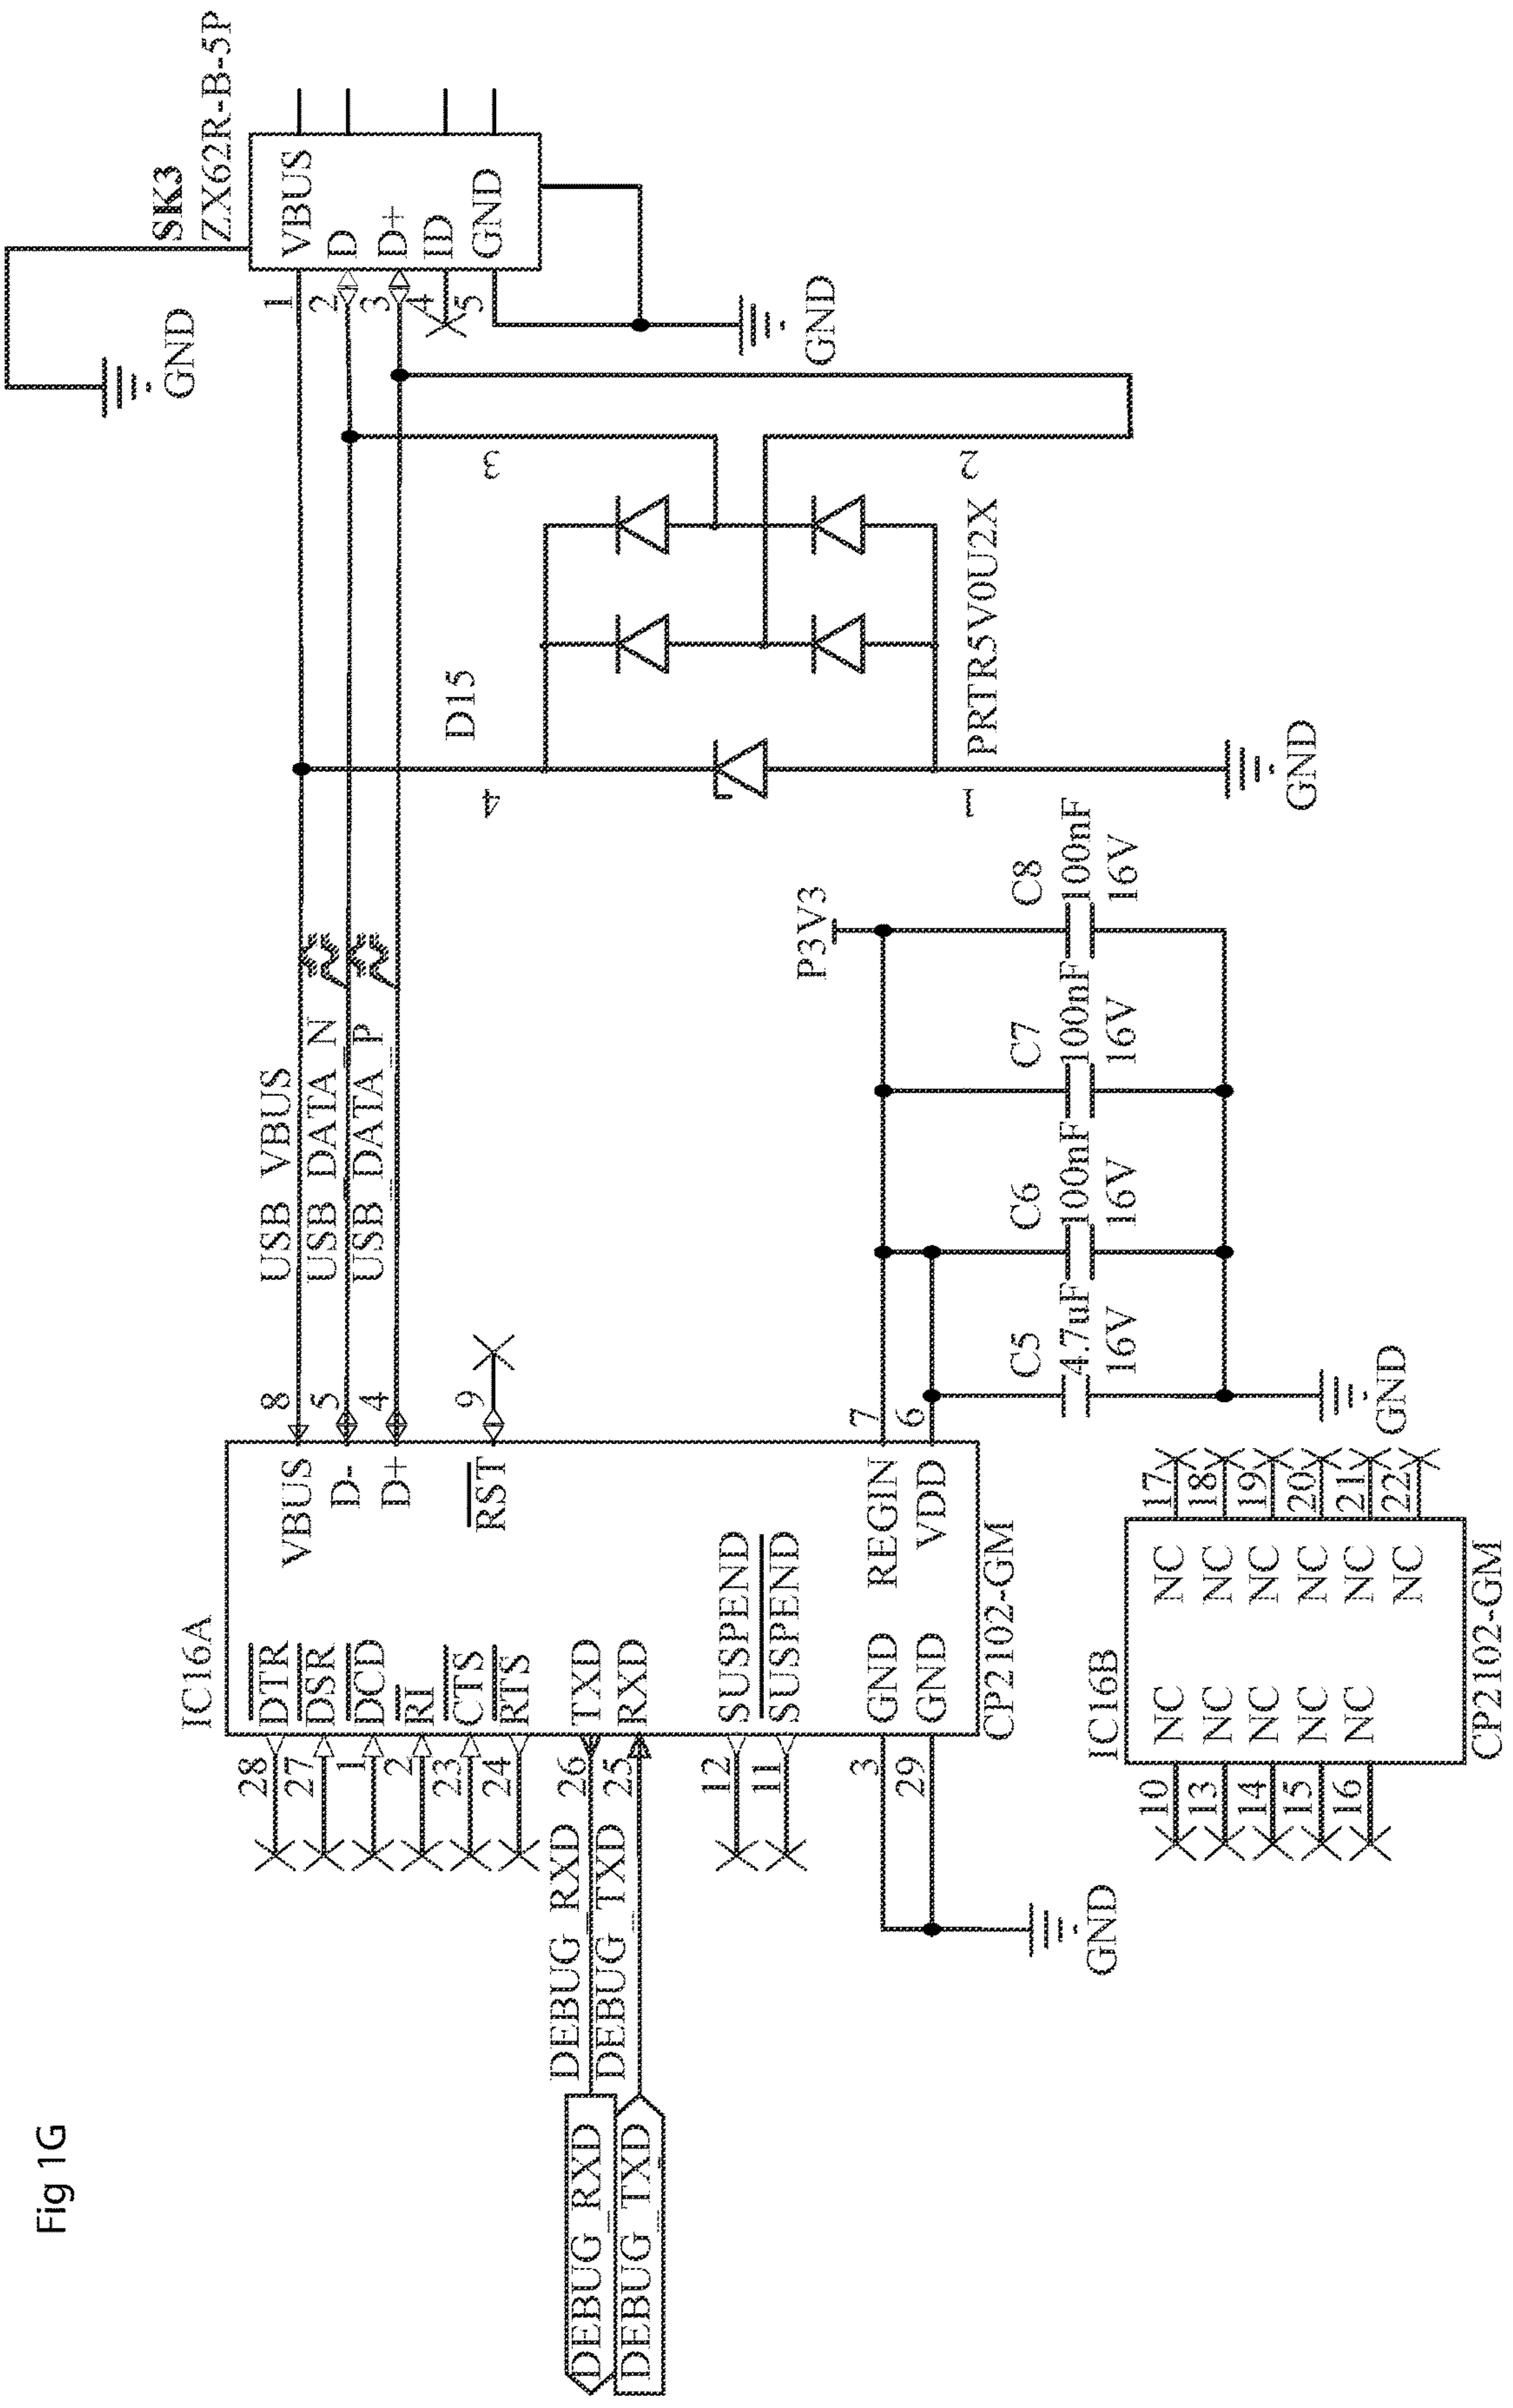 Fig 1G
SK3
ZX62R-B-5P
GND
VBUS
D
D+
ID
GND
1
2
3
4
5
GND
USB_VBUS
USB_DATA_N
USB_DATA_P
D15
3
2
4
1
PRTR5V0U2X
GND
IC16A
28
27
1
2
23
24
26
25
12
11
3
29
DTR
DSR
DCD
RI
CTS
RTS
TXD
RXD
SUSPEND
SUSPEND
GND
GND
VBUS
D-
D+
RST
REGIN
VDD
8
5
4
9
7
6
CP2102-GM
DEBUG_RXD
DEBUG_TXD
DEBUG_RXD
DEBUG_TXD
GND
P3V3
C5
4.7uF
16V
C6
100nF
16V
C7
100nF
16V
C8
100nF
16V
GND
IC16B
10
13
14
15
16
NC
NC
NC
NC
NC
NC
NC
NC
NC
NC
NC
17
18
19
20
21
22
CP2102-GM